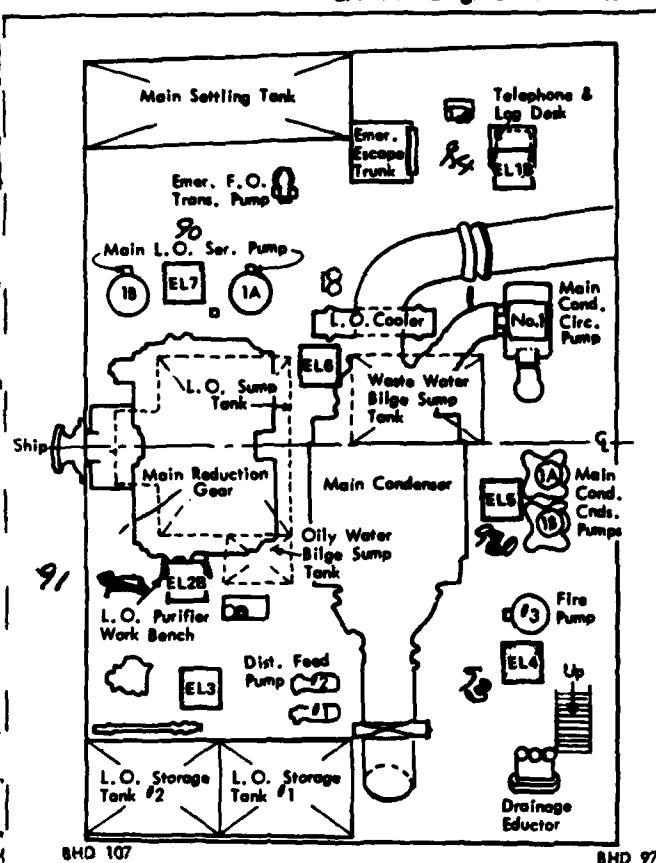 Main Settling Tank
Telephone &
Log Desk
Emer.
Escape
Trunk
EL1B
Emer. F.O.
Trans. Pump
90
Main L.O. Ser. Pump
1B
EL7
1A
L.O. Cooler
No.1
Main
Cond.
Circ.
Pump
EL6
L.O. Sump
Tank
Waste Water
Bilge Sump
Tank
Ship
CL
Main Reduction
Gear
Main Condenser
EL5
1A
1B
Main
Cond.
Cnds.
Pumps
Oily Water
Bilge Sump
Tank
91
EL2B
L.O. Purifier
Work Bench
#3
Fire
Pump
EL4
Up
EL3
Dist. Feed
Pump
#2
#1
L.O. Storage
Tank #2
L.O. Storage
Tank #1
Drainage
Eductor
BHD 107
BHD 97